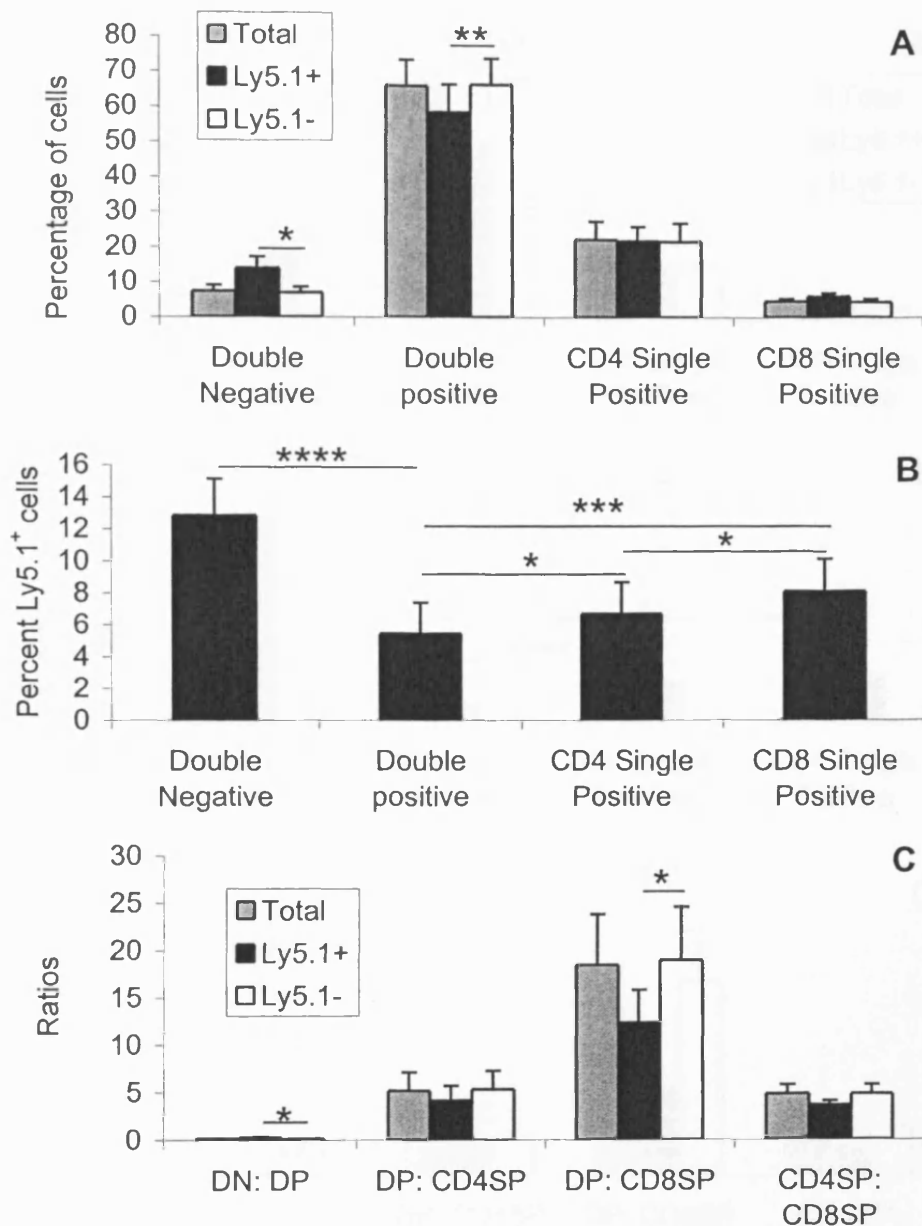 A
Total
Ly5.1+
Ly5.1-
**
*
80
70
60
50
40
30
20
10
0
Percentage of cells
Double Negative
Double positive
CD4 Single Positive
CD8 Single Positive
B
****
***
*
*
16
14
12
10
8
6
4
2
0
Percent Ly5.1+ cells
Double Negative
Double positive
CD4 Single Positive
CD8 Single Positive
C
Total
Ly5.1+
Ly5.1-
*
*
30
25
20
15
10
5
0
Ratios
DN: DP
DP: CD4SP
DP: CD8SP
CD4SP: CD8SP